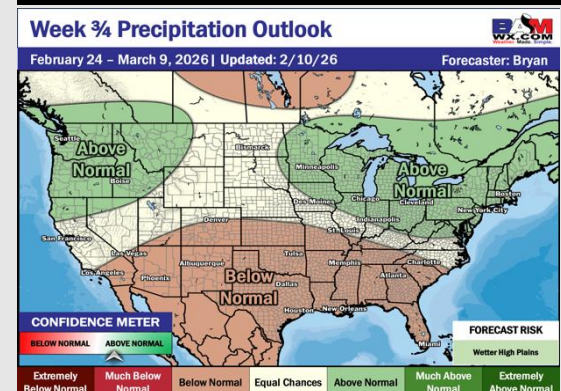 Week ¾ Precipitation Outlook
BAM
WX.COM
Weather Made. Simple.
February 24 – March 9, 2026 | Updated: 2/10/26
Forecaster: Bryan
Seattle
Above
Normal
Boise
Bismarck
Minneapolis
Above
Normal
Boston
Chicago
Cleveland
New York City
Des Moines
Indianapolis
Denver
St. Louis
San Francisco
Las Vegas
Los Angeles
Phoenix
Albuquerque
Tulsa
Memphis
Charlotte
Atlanta
Below
Normal
Dallas
Houston
New Orleans
Miami
CONFIDENCE METER
BELOW NORMAL
ABOVE NORMAL
FORECAST RISK
Wetter High Plains
Extremely
Below Normal
Much Below
Normal
Below Normal
Equal Chances
Above Normal
Much Above
Normal
Extremely
Above Normal